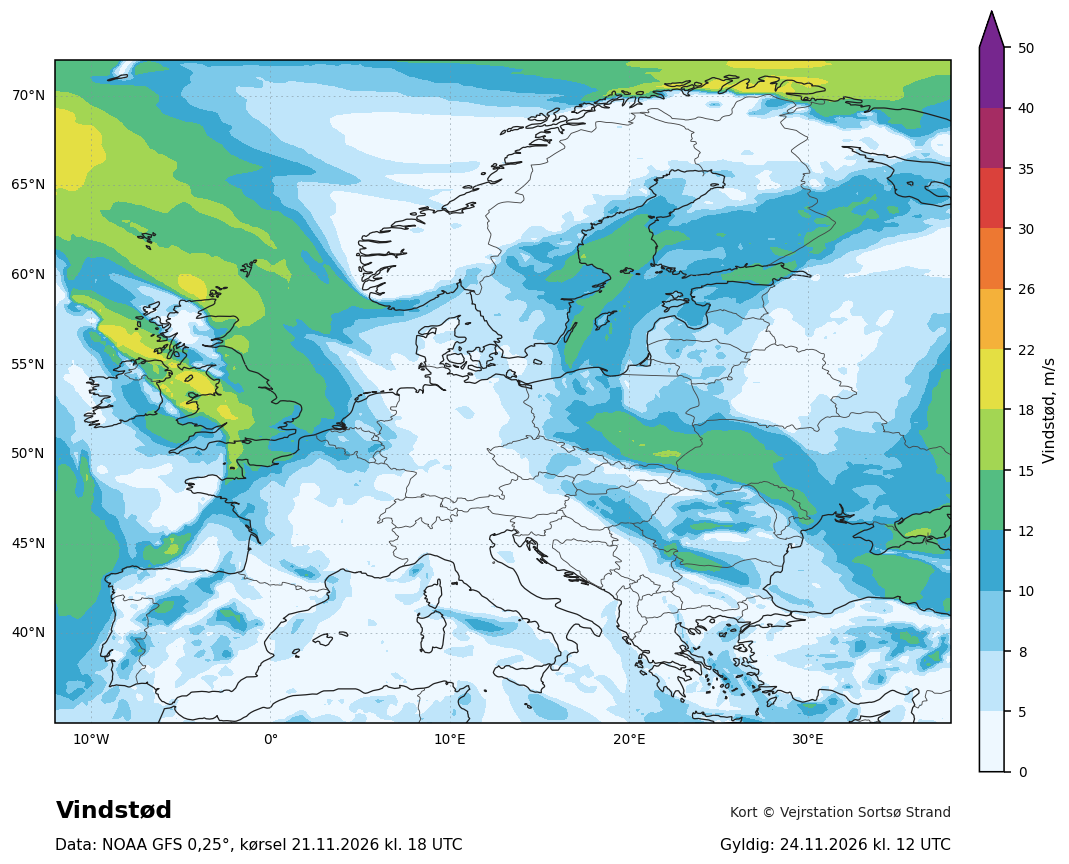 50
40
35
30
26
22
18
15
12
10
8
5
0
Vindstød, m/s
70°N
65°N
60°N
55°N
50°N
45°N
40°N
10°W
0°
10°E
20°E
30°E
Vindstød
Kort © Vejrstation Sortsø Strand
Data: NOAA GFS 0,25°, kørsel 21.11.2026 kl. 18 UTC
Gyldig: 24.11.2026 kl. 12 UTC